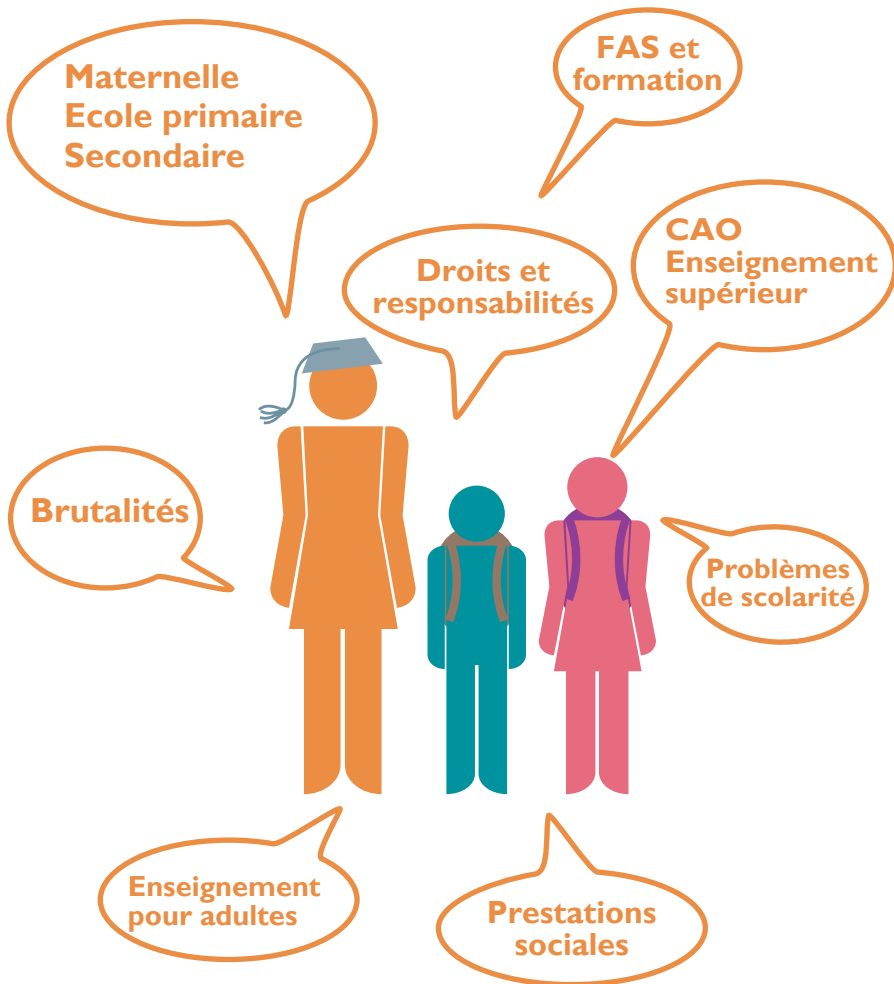 Maternelle
Ecole primaire
Secondaire
FAS et
formation
CAO
Enseignement
supérieur
Droits et
responsabilités
Brutalités
Problèmes
de scolarité
Enseignement
pour adultes
Prestations
sociales